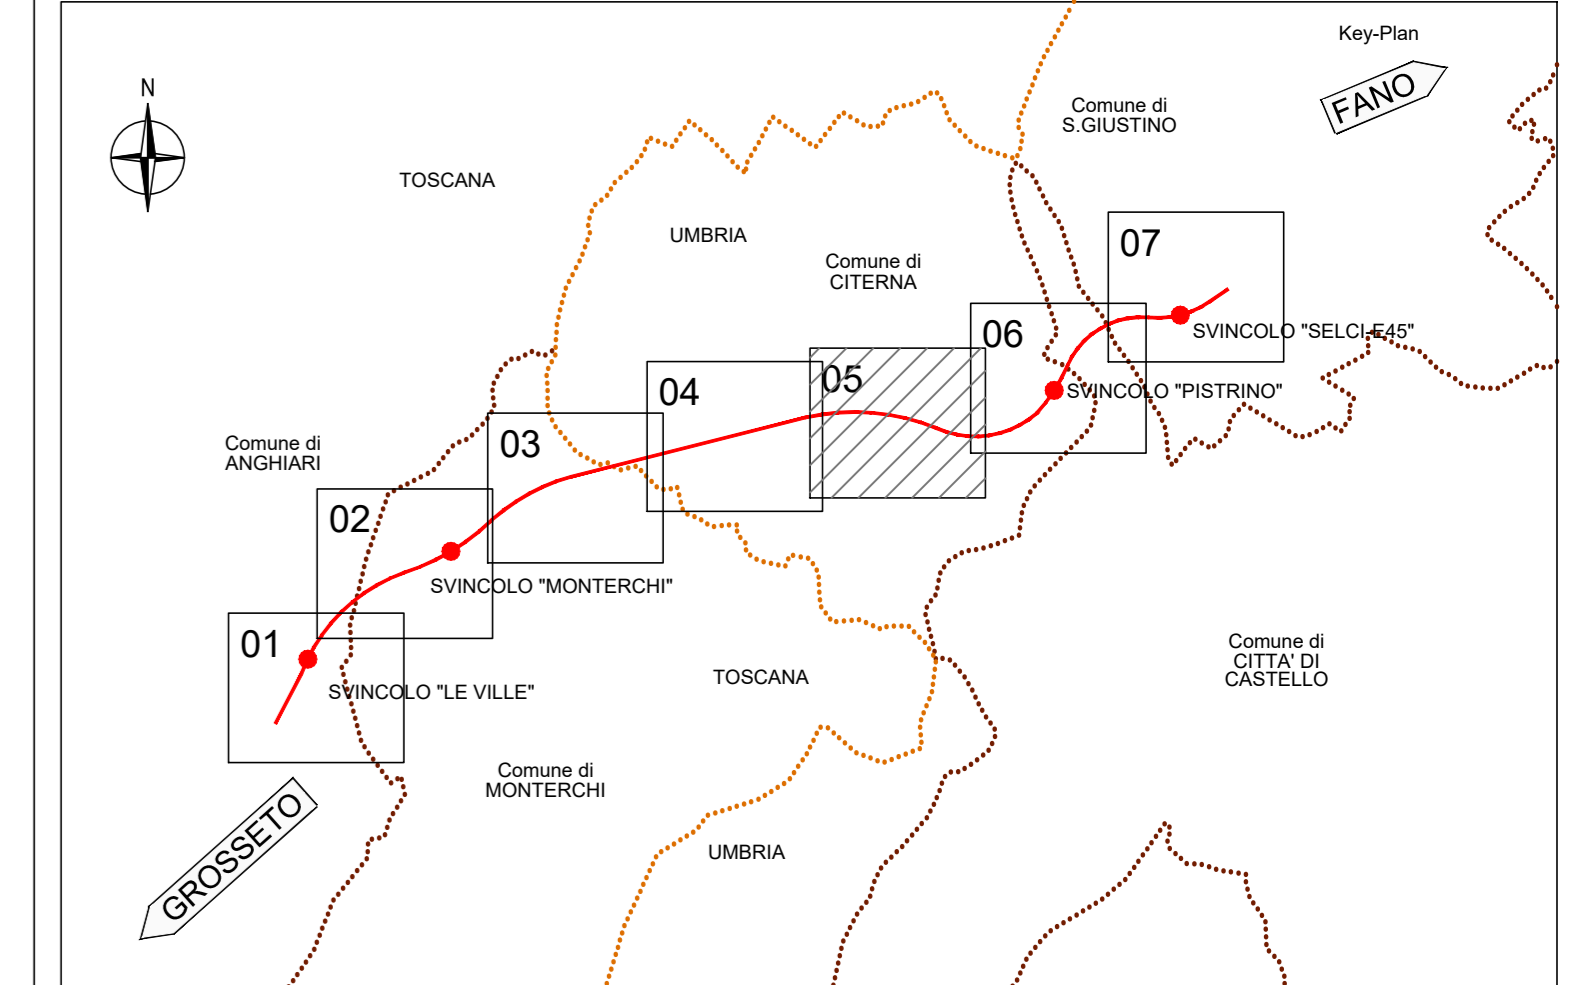 Key-Plan
N
FANO
Comune di
S.GIUSTINO
TOSCANA
UMBRIA
Comune di
CITERNA
07
SVINCOLO "SELCI-E45"
06
05
SVINCOLO "PISTRINO"
04
03
Comune di
ANGHIARI
02
SVINCOLO "MONTERCHI"
01
SVINCOLO "LE VILLE"
TOSCANA
Comune di
CITTA' DI
CASTELLO
Comune di
MONTERCHI
GROSSETO
UMBRIA